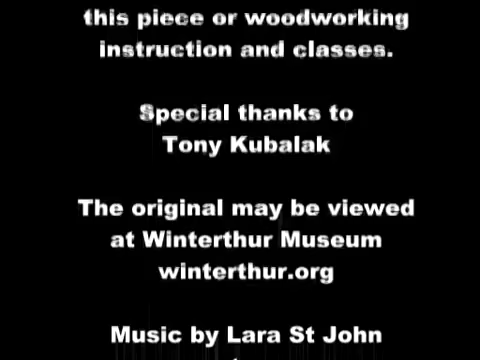 this piece or woodworking
instruction and classes.
Special thanks to
Tony Kubalak
The original may be viewed
at Winterthur Museum
winterthur.org
Music by Lara St John